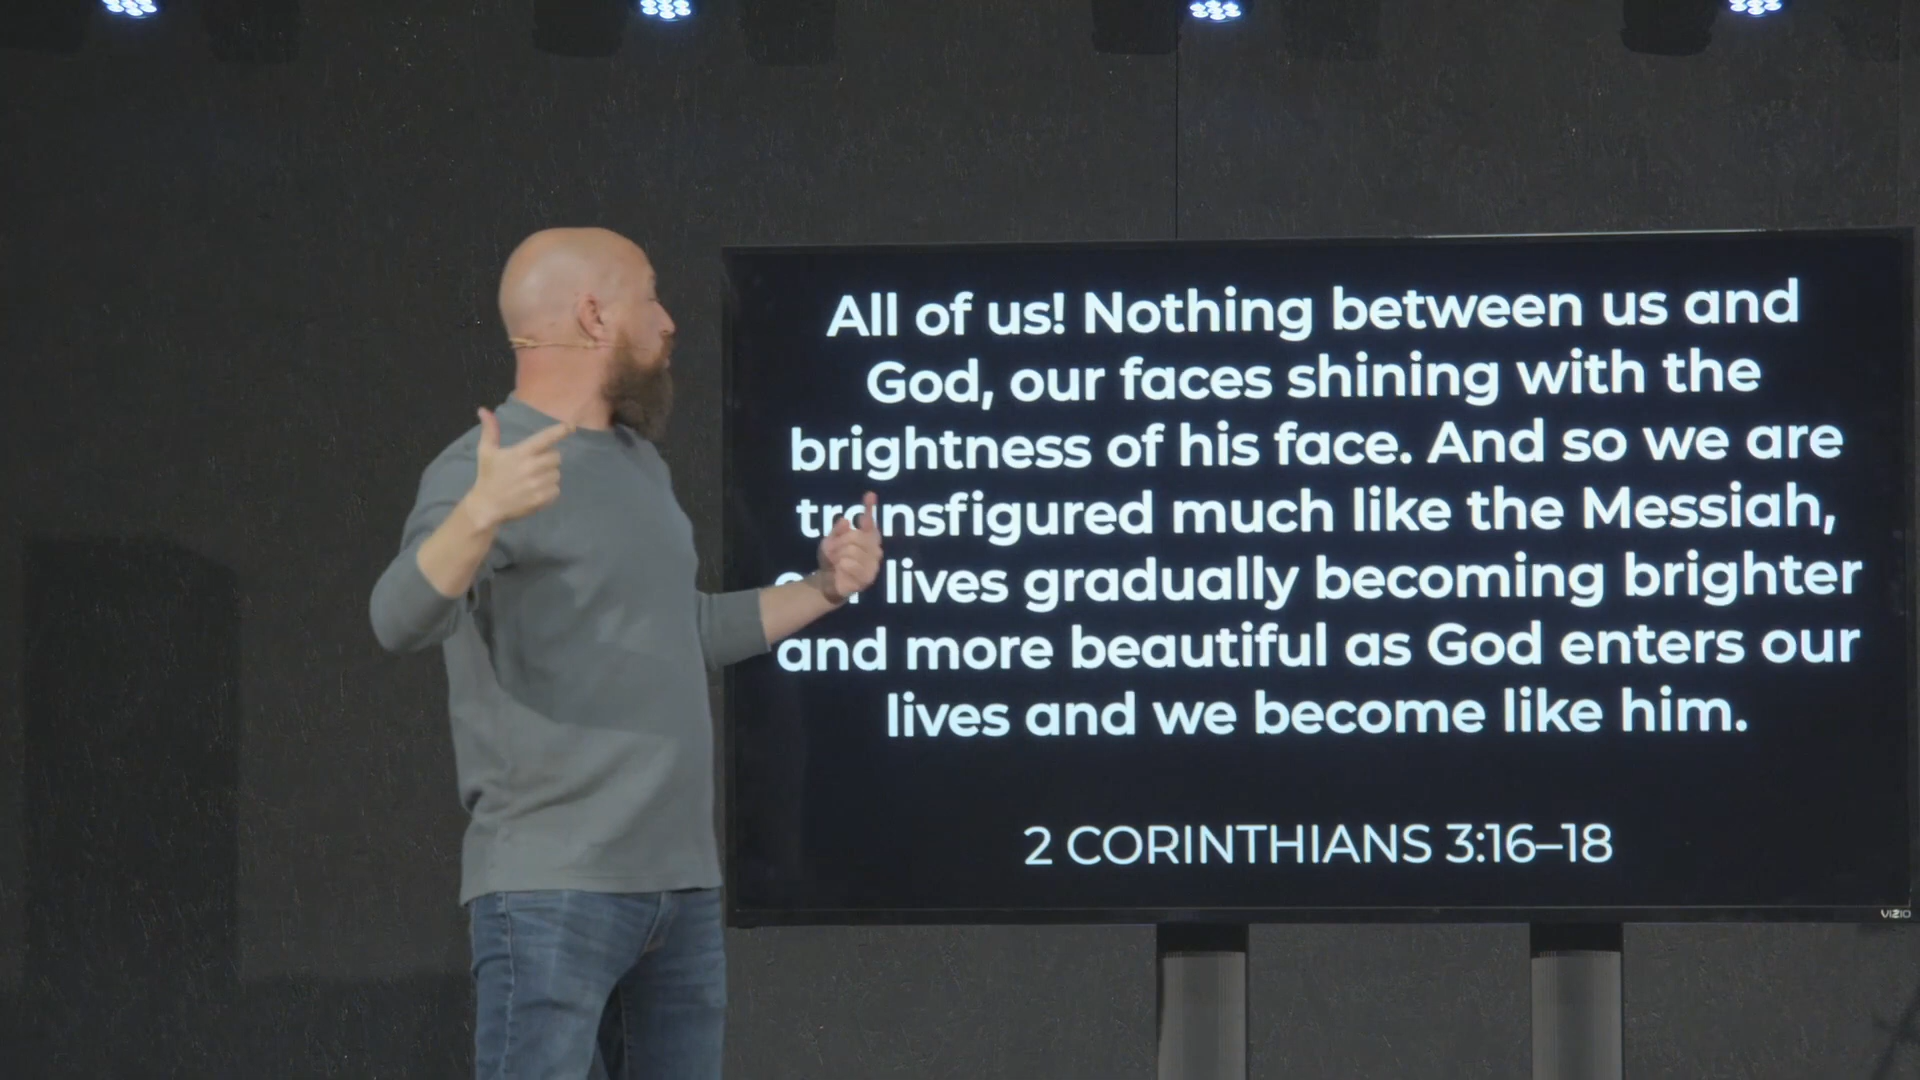 All of us! Nothing between us and
God, our faces shining with the
brightness of his face. And so we are
transfigured much like the Messiah,
our lives gradually becoming brighter
and more beautiful as God enters our
lives and we become like him.
2 CORINTHIANS 3:16–18
VIZIO